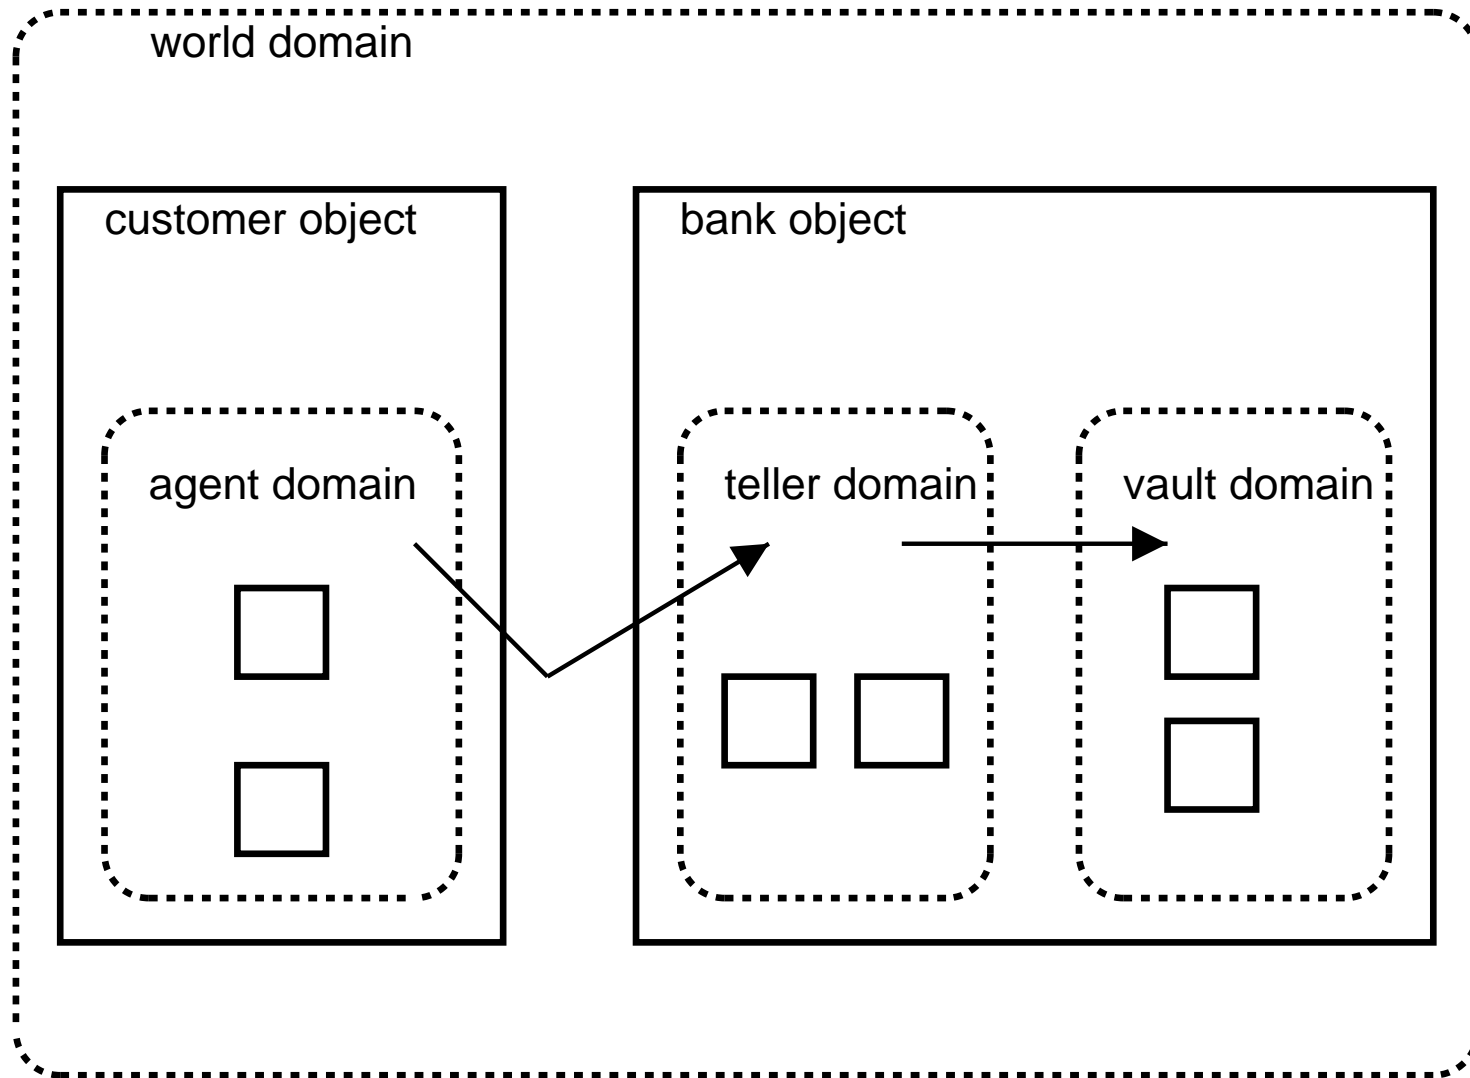 world domain
customer object
bank object
agent domain
teller domain
vault domain